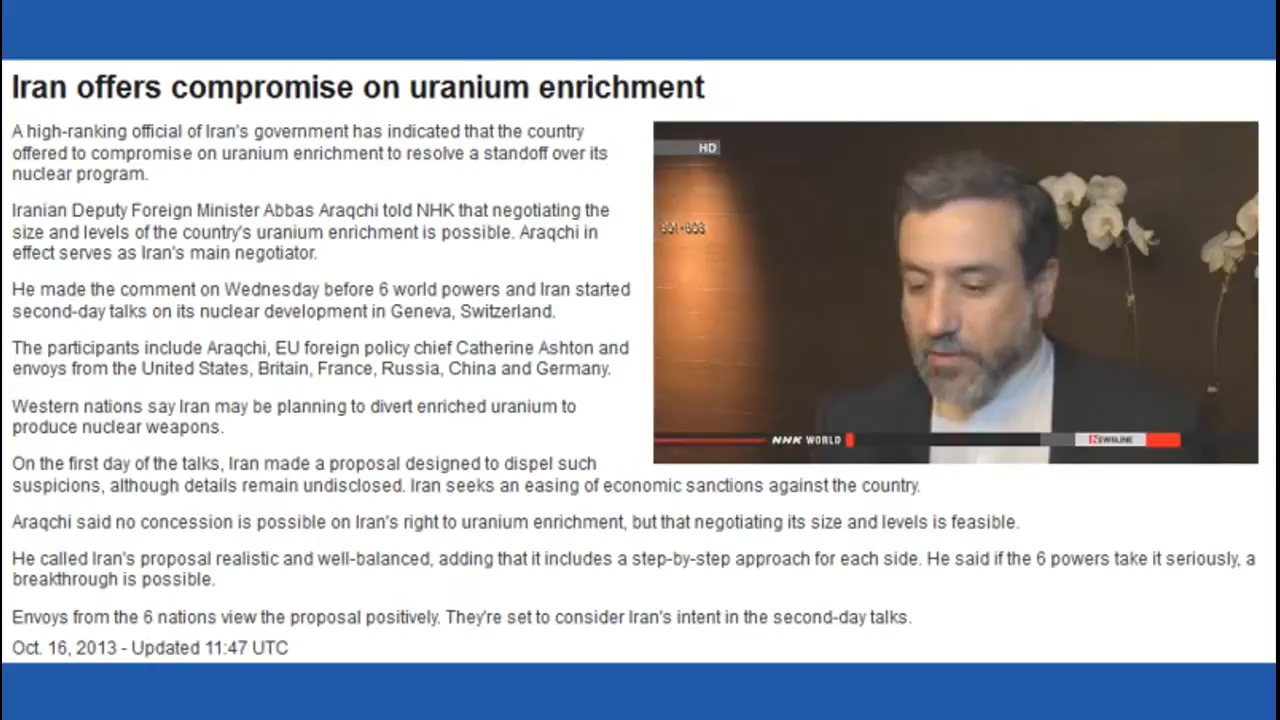 Iran offers compromise on uranium enrichment
A high-ranking official of Iran's government has indicated that the country
offered to compromise on uranium enrichment to resolve a standoff over its
nuclear program.
Iranian Deputy Foreign Minister Abbas Araqchi told NHK that negotiating the
size and levels of the country's uranium enrichment is possible. Araqchi in
effect serves as Iran's main negotiator.
He made the comment on Wednesday before 6 world powers and Iran started
second-day talks on its nuclear development in Geneva, Switzerland.
The participants include Araqchi, EU foreign policy chief Catherine Ashton and
envoys from the United States, Britain, France, Russia, China and Germany.
Western nations say Iran may be planning to divert enriched uranium to
produce nuclear weapons.
On the first day of the talks, Iran made a proposal designed to dispel such
suspicions, although details remain undisclosed. Iran seeks an easing of economic sanctions against the country.
Araqchi said no concession is possible on Iran's right to uranium enrichment, but that negotiating its size and levels is feasible.
He called Iran's proposal realistic and well-balanced, adding that it includes a step-by-step approach for each side. He said if the 6 powers take it seriously, a
breakthrough is possible.
Envoys from the 6 nations view the proposal positively. They're set to consider Iran's intent in the second-day talks.
Oct. 16, 2013 - Updated 11:47 UTC
HD
NHK WORLD
NEWSLINE